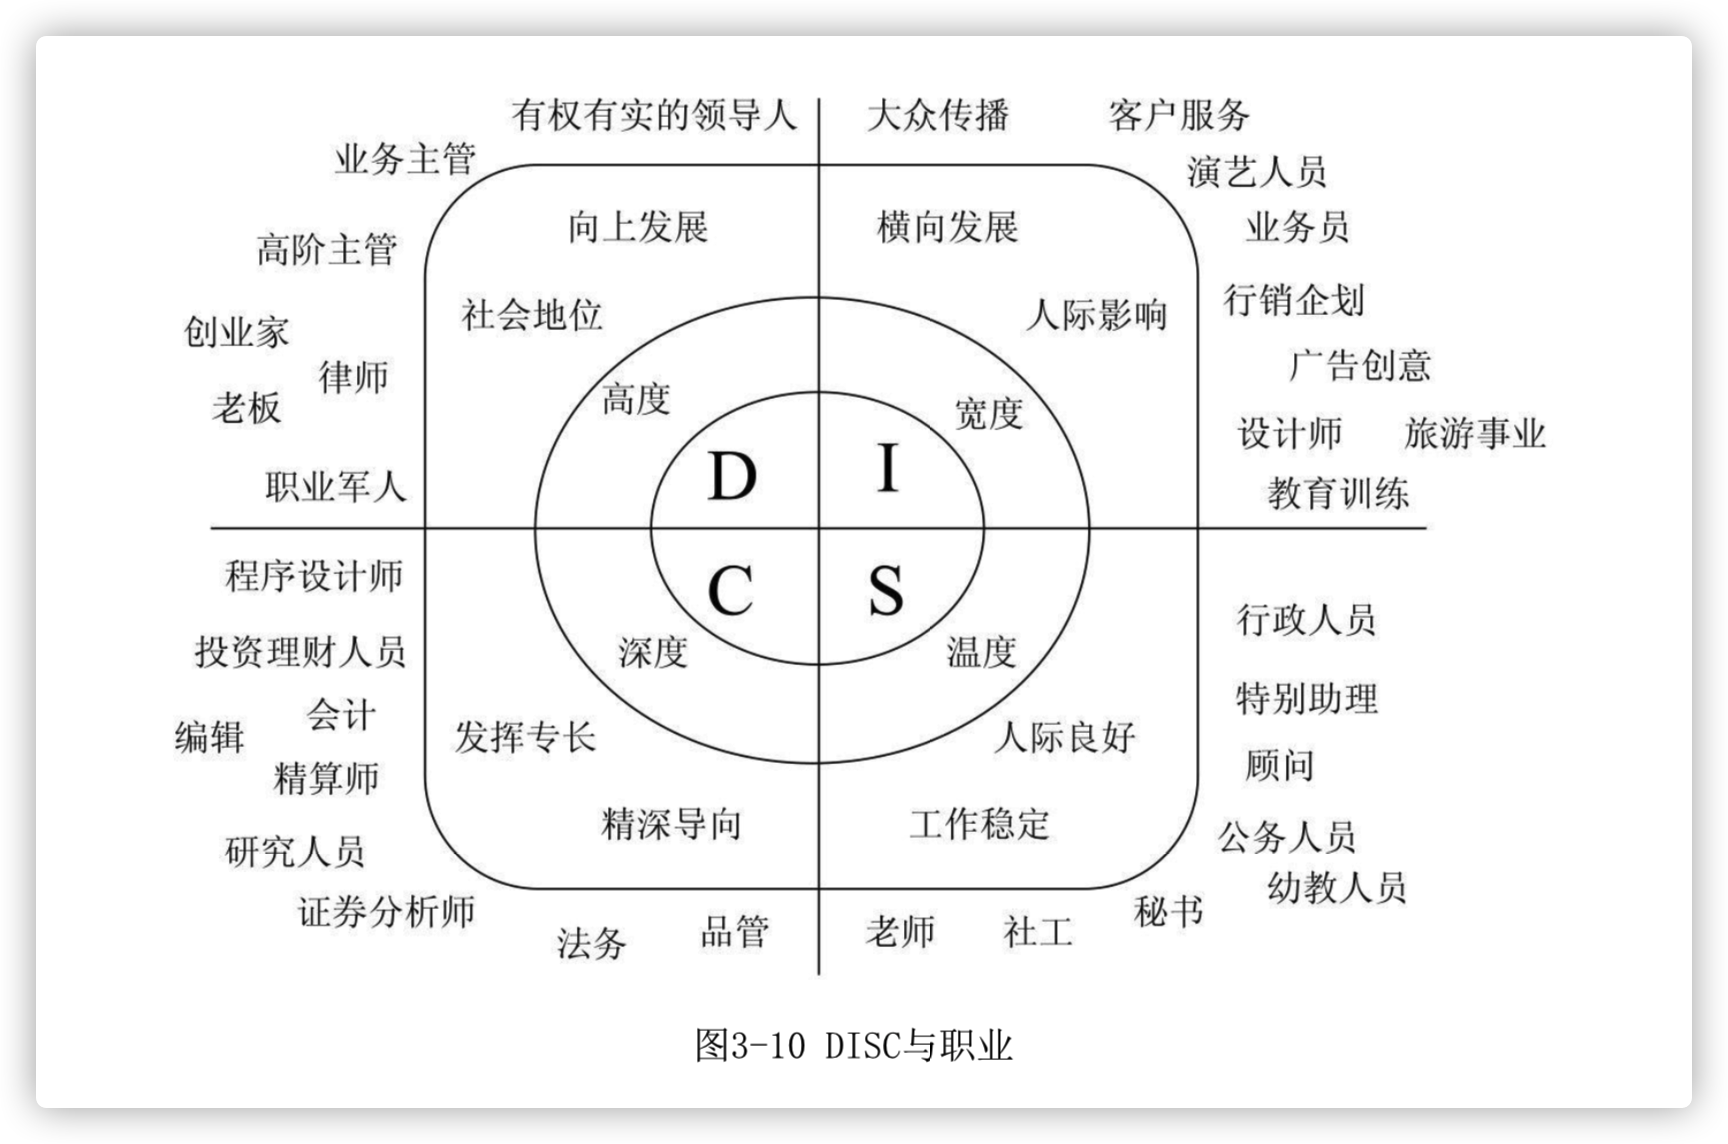 有权有实的领导人
业务主管
高阶主管
创业家
律师
老板
职业军人
向上发展
社会地位
高度
D
大众传播
客户服务
演艺人员
业务员
行销企划
广告创意
设计师
旅游事业
教育训练
横向发展
人际影响
宽度
I
程序设计师
投资理财人员
会计
编辑
精算师
研究人员
证券分析师
法务
品管
C
深度
发挥专长
精深导向
S
温度
人际良好
工作稳定
行政人员
特别助理
顾问
公务人员
幼教人员
秘书
社工
老师
图3-10 DISC与职业